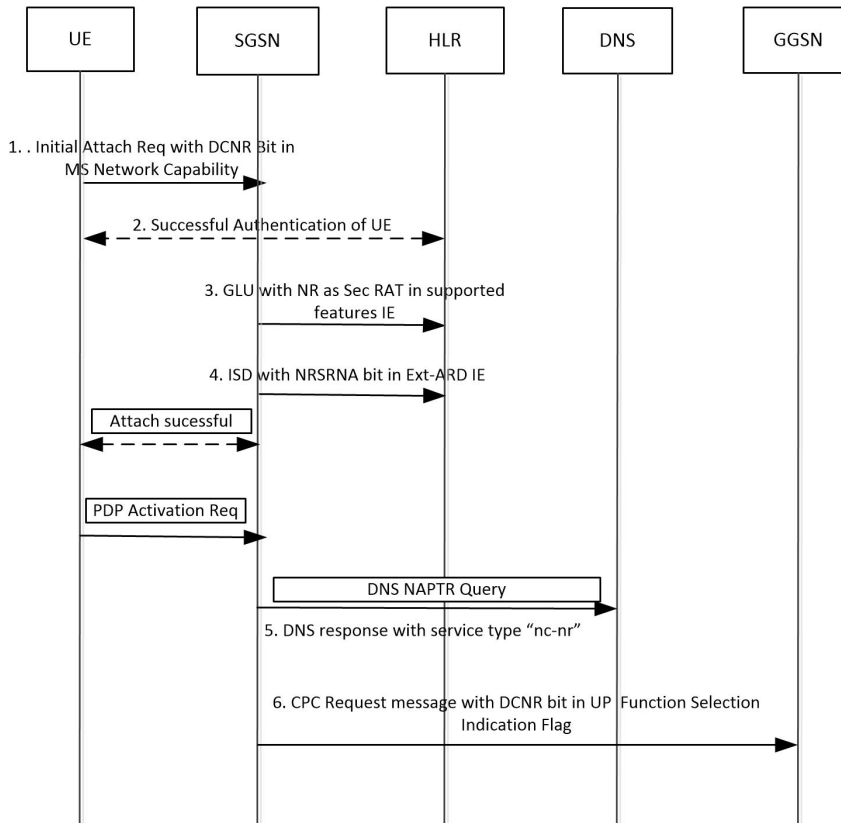 UE
SGSN
HLR
DNS
GGSN
1. . Initial Attach Req with DCNR Bit in
MS Network Capability
2. Successful Authentication of UE
3. GLU with NR as Sec RAT in supported
features IE
4. ISD with NRSRNA bit in Ext-ARD IE
Attach sucessful
PDP Activation Req
DNS NAPTR Query
5. DNS response with service type “nc-nr”
6. CPC Request message with DCNR bit in UP Function Selection
Indication Flag